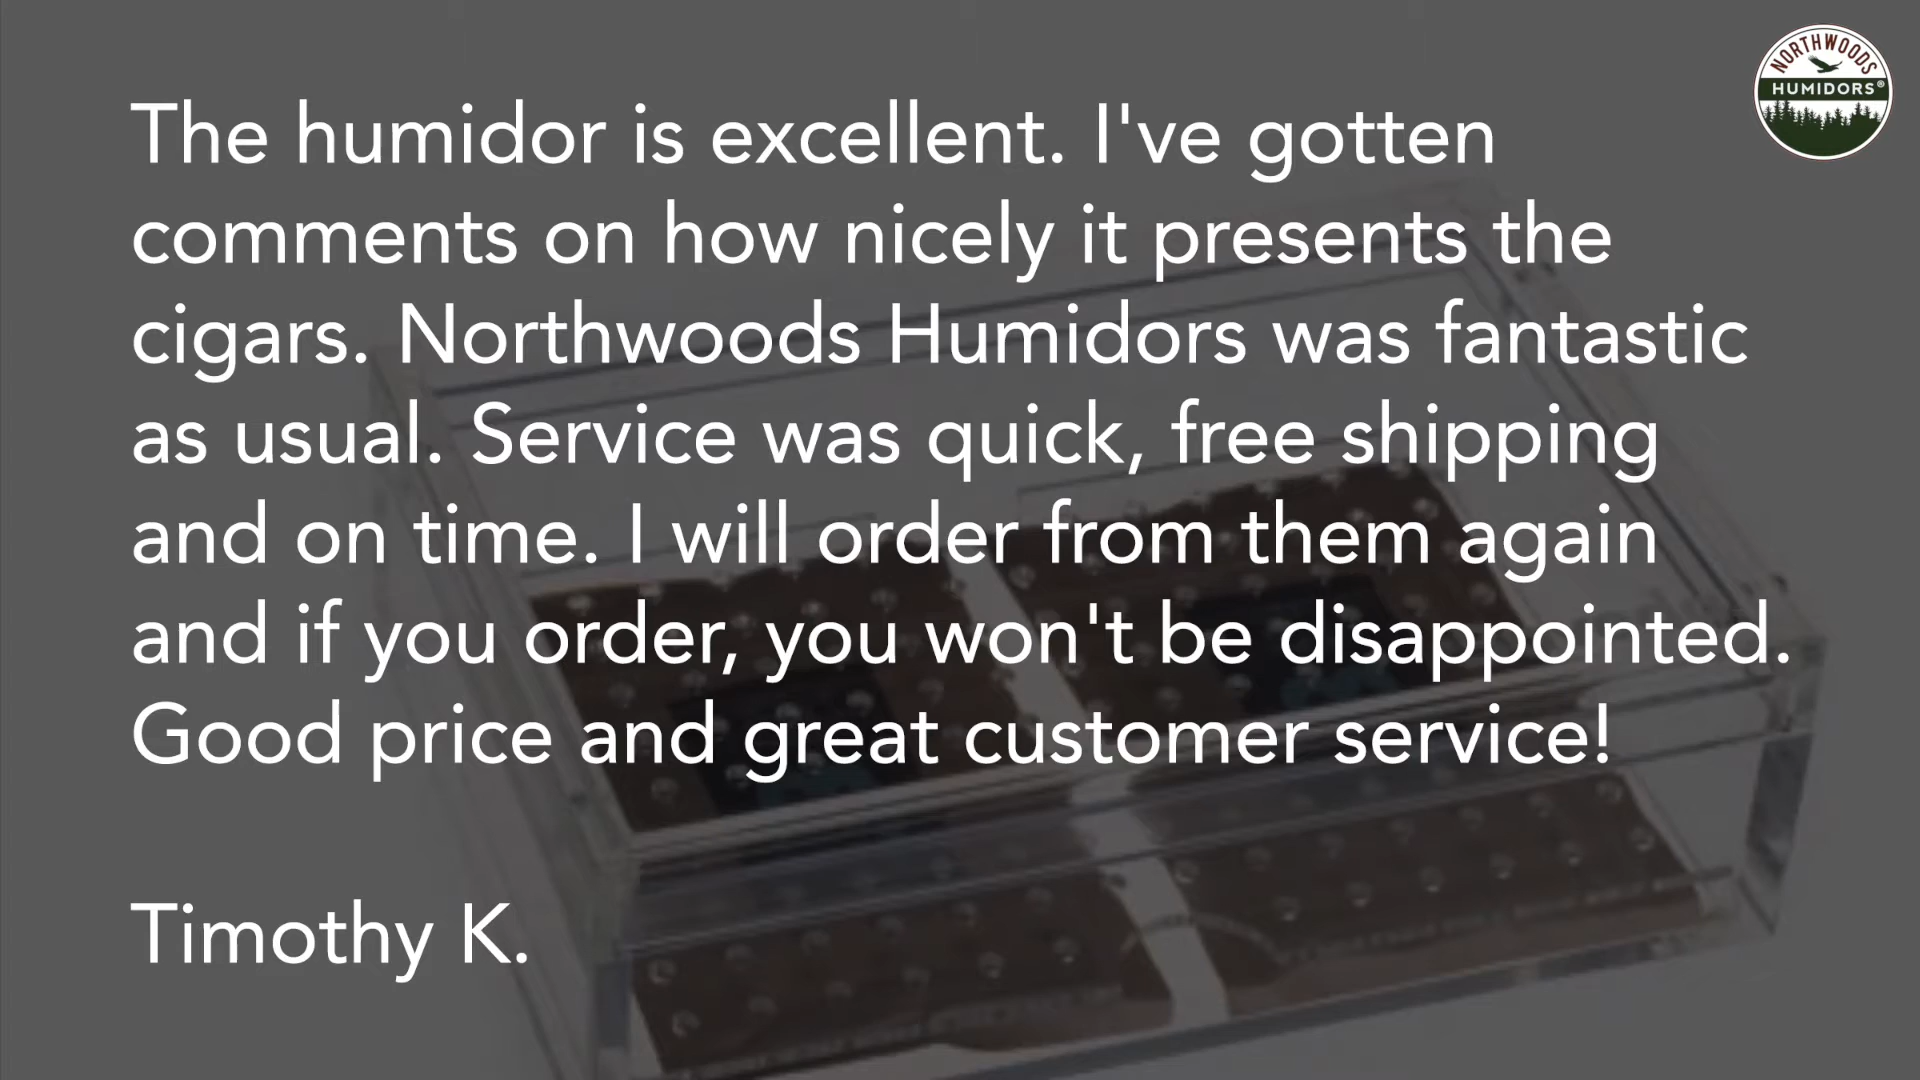 NORTHWOODS
HUMIDORS®
The humidor is excellent. I've gotten
comments on how nicely it presents the
cigars. Northwoods Humidors was fantastic
as usual. Service was quick, free shipping
and on time. I will order from them again
and if you order, you won't be disappointed.
Good price and great customer service!
Timothy K.